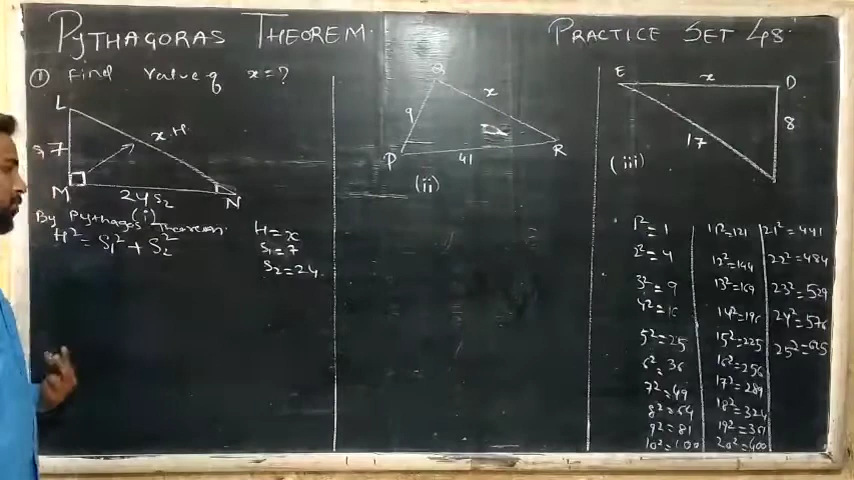 PYTHAGORAS THEOREM.
PRACTICE SET 48
① Find value of x=?
L
x.H
S₁ 7
M
24 S₂
N
(i)
By Pythagos Theorem.
H² = S₁² + S₂²
H = x
S₁ = 7
S₂ = 24.
Q
9
x
P
41
R
(ii)
E
x
D
8
17
(iii)
1² = 1
2² = 4
3² = 9
4² = 16
5² = 25
6² = 36
7² = 49
8² = 64
9² = 81
10² = 100
11² = 121
12² = 144
13² = 169
14² = 196
15² = 225
16² = 256
17² = 289
18² = 324
19² = 361
20² = 400
21² = 441
22² = 484
23² = 529
24² = 576
25² = 625